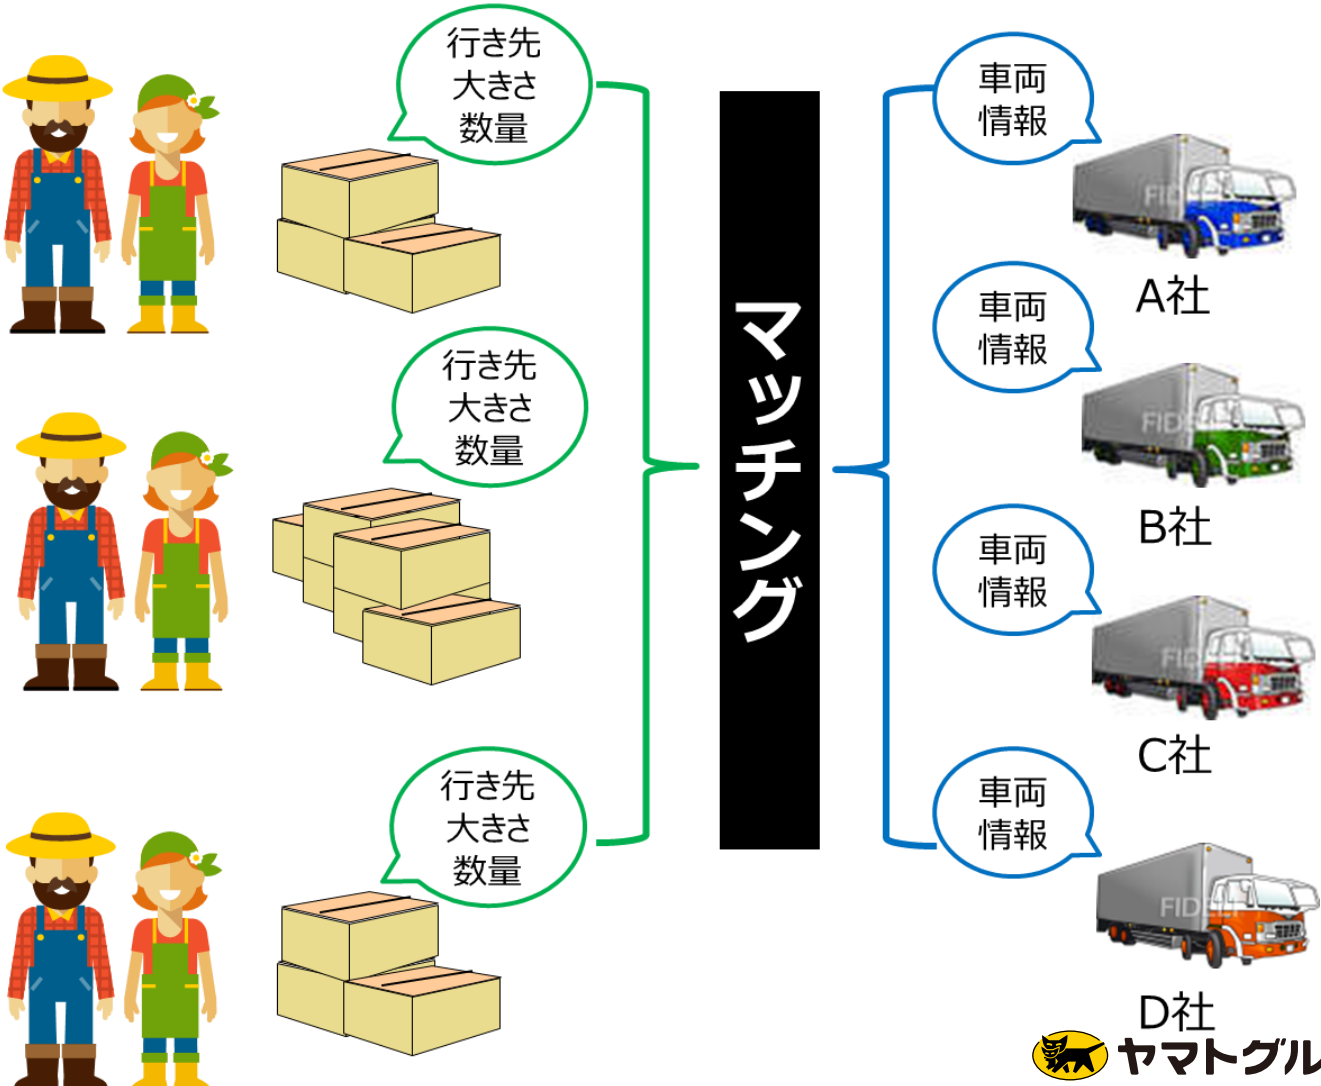 行き先
大きさ
数量
行き先
大きさ
数量
行き先
大きさ
数量
マッチング
車両
情報
A社
車両
情報
B社
車両
情報
C社
車両
情報
D社
ヤマトグル